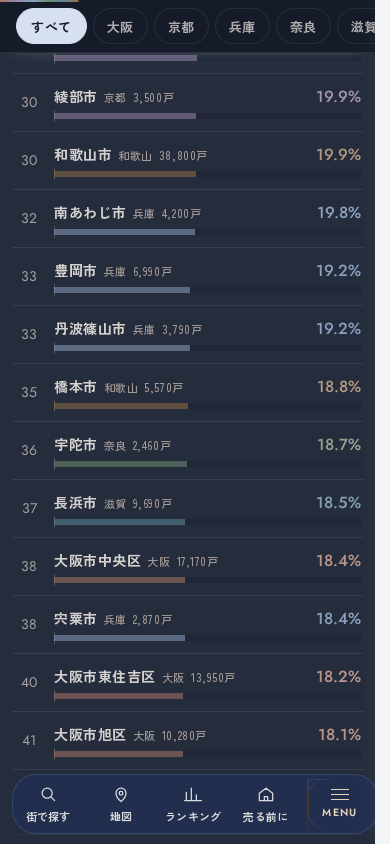 すべて 大阪 京都 兵庫 奈良 滋賀
30 綾部市 京都 3,500戸 19.9%
30 和歌山市 和歌山 38,800戸 19.9%
32 南あわじ市 兵庫 4,200戸 19.8%
33 豊岡市 兵庫 6,990戸 19.2%
33 丹波篠山市 兵庫 3,790戸 19.2%
35 橋本市 和歌山 5,570戸 18.8%
36 宇陀市 奈良 2,460戸 18.7%
37 長浜市 滋賀 9,690戸 18.5%
38 大阪市中央区 大阪 17,170戸 18.4%
38 宍粟市 兵庫 2,870戸 18.4%
40 大阪市東住吉区 大阪 13,950戸 18.2%
41 大阪市旭区 大阪 10,280戸 18.1%
街で探す 地図 ランキング 売る前に MENU